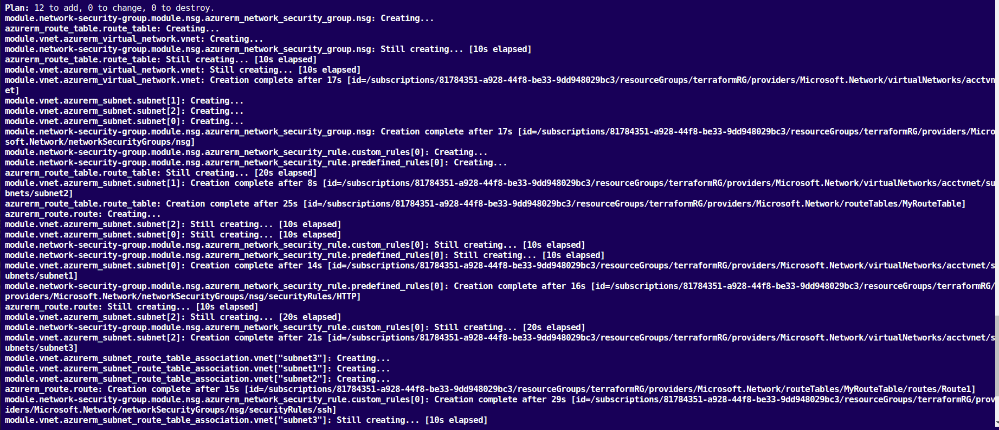 Plan: 12 to add, 0 to change, 0 to destroy.
module.network-security-group.module.nsg.azurerm_network_security_group.nsg: Creating...
azurerm_route_table.route_table: Creating...
module.vnet.azurerm_virtual_network.vnet: Creating...
module.network-security-group.module.nsg.azurerm_network_security_group.nsg: Still creating... [10s elapsed]
azurerm_route_table.route_table: Still creating... [10s elapsed]
module.vnet.azurerm_virtual_network.vnet: Still creating... [10s elapsed]
module.vnet.azurerm_virtual_network.vnet: Creation complete after 17s [id=/subscriptions/81784351-a928-44f8-be33-9dd948029bc3/resourceGroups/terraformRG/providers/Microsoft.Network/virtualNetworks/acctvn
et]
module.vnet.azurerm_subnet.subnet[1]: Creating...
module.vnet.azurerm_subnet.subnet[2]: Creating...
module.vnet.azurerm_subnet.subnet[0]: Creating...
module.network-security-group.module.nsg.azurerm_network_security_group.nsg: Creation complete after 17s [id=/subscriptions/81784351-a928-44f8-be33-9dd948029bc3/resourceGroups/terraformRG/providers/Micro
soft.Network/networkSecurityGroups/nsg]
module.network-security-group.module.nsg.azurerm_network_security_rule.custom_rules[0]: Creating...
module.network-security-group.module.nsg.azurerm_network_security_rule.predefined_rules[0]: Creating...
azurerm_route_table.route_table: Still creating... [20s elapsed]
module.vnet.azurerm_subnet.subnet[1]: Creation complete after 8s [id=/subscriptions/81784351-a928-44f8-be33-9dd948029bc3/resourceGroups/terraformRG/providers/Microsoft.Network/virtualNetworks/acctvnet/su
bnets/subnet2]
azurerm_route_table.route_table: Creation complete after 25s [id=/subscriptions/81784351-a928-44f8-be33-9dd948029bc3/resourceGroups/terraformRG/providers/Microsoft.Network/routeTables/MyRouteTable]
azurerm_route.route: Creating...
module.vnet.azurerm_subnet.subnet[2]: Still creating... [10s elapsed]
module.vnet.azurerm_subnet.subnet[0]: Still creating... [10s elapsed]
module.network-security-group.module.nsg.azurerm_network_security_rule.custom_rules[0]: Still creating... [10s elapsed]
module.network-security-group.module.nsg.azurerm_network_security_rule.predefined_rules[0]: Still creating... [10s elapsed]
module.vnet.azurerm_subnet.subnet[0]: Creation complete after 14s [id=/subscriptions/81784351-a928-44f8-be33-9dd948029bc3/resourceGroups/terraformRG/providers/Microsoft.Network/virtualNetworks/acctvnet/s
ubnets/subnet1]
module.network-security-group.module.nsg.azurerm_network_security_rule.predefined_rules[0]: Creation complete after 16s [id=/subscriptions/81784351-a928-44f8-be33-9dd948029bc3/resourceGroups/terraformRG/
providers/Microsoft.Network/networkSecurityGroups/nsg/securityRules/HTTP]
azurerm_route.route: Still creating... [10s elapsed]
module.vnet.azurerm_subnet.subnet[2]: Still creating... [20s elapsed]
module.network-security-group.module.nsg.azurerm_network_security_rule.custom_rules[0]: Still creating... [20s elapsed]
module.vnet.azurerm_subnet.subnet[2]: Creation complete after 21s [id=/subscriptions/81784351-a928-44f8-be33-9dd948029bc3/resourceGroups/terraformRG/providers/Microsoft.Network/virtualNetworks/acctvnet/s
ubnets/subnet3]
module.vnet.azurerm_subnet_route_table_association.vnet["subnet3"]: Creating...
module.vnet.azurerm_subnet_route_table_association.vnet["subnet1"]: Creating...
module.vnet.azurerm_subnet_route_table_association.vnet["subnet2"]: Creating...
azurerm_route.route: Creation complete after 15s [id=/subscriptions/81784351-a928-44f8-be33-9dd948029bc3/resourceGroups/terraformRG/providers/Microsoft.Network/routeTables/MyRouteTable/routes/Route1]
module.network-security-group.module.nsg.azurerm_network_security_rule.custom_rules[0]: Creation complete after 29s [id=/subscriptions/81784351-a928-44f8-be33-9dd948029bc3/resourceGroups/terraformRG/prov
iders/Microsoft.Network/networkSecurityGroups/nsg/securityRules/ssh]
module.vnet.azurerm_subnet_route_table_association.vnet["subnet3"]: Still creating... [10s elapsed]